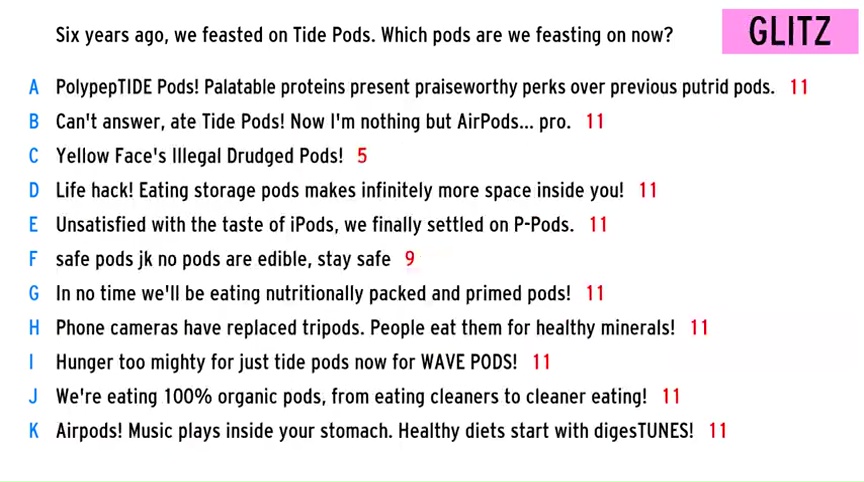 Six years ago, we feasted on Tide Pods. Which pods are we feasting on now?
GLITZ
A PolypepTIDE Pods! Palatable proteins present praiseworthy perks over previous putrid pods. 11
B Can't answer, ate Tide Pods! Now I'm nothing but AirPods... pro. 11
C Yellow Face's Illegal Drudged Pods! 5
D Life hack! Eating storage pods makes infinitely more space inside you! 11
E Unsatisfied with the taste of iPods, we finally settled on P-Pods. 11
F safe pods jk no pods are edible, stay safe 9
G In no time we'll be eating nutritionally packed and primed pods! 11
H Phone cameras have replaced tripods. People eat them for healthy minerals! 11
I Hunger too mighty for just tide pods now for WAVE PODS! 11
J We're eating 100% organic pods, from eating cleaners to cleaner eating! 11
K Airpods! Music plays inside your stomach. Healthy diets start with digesTUNES! 11